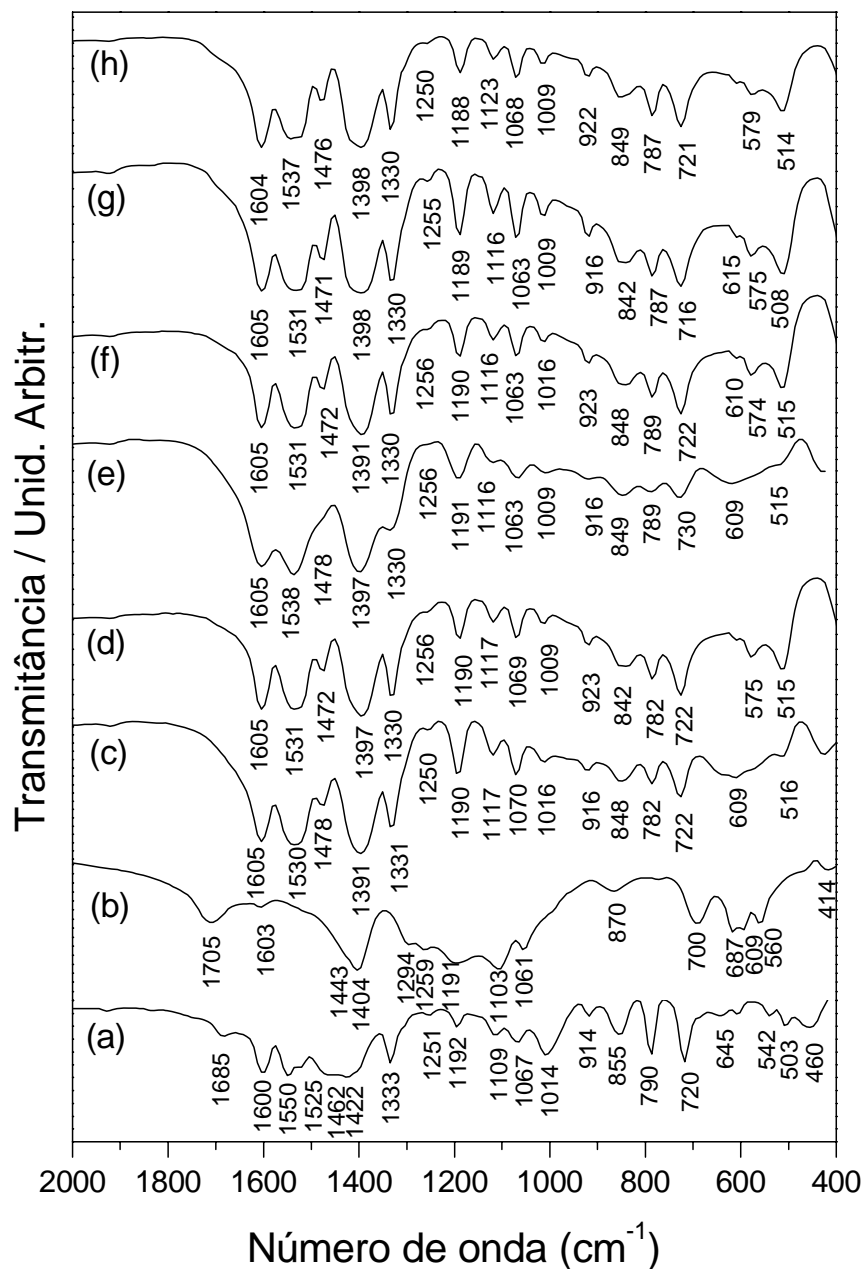 Transmitância / Unid. Arbitr.
(h)
1604 1537 1476 1398 1330 1250 1188 1123 1068 1009 922 849 787 721 579 514
(g)
1605 1531 1471 1398 1330 1255 1189 1116 1063 1009 916 842 787 716 615 575 508
(f)
1605 1531 1472 1391 1330 1256 1190 1116 1063 1016 923 848 789 722 610 574 515
(e)
1605 1538 1478 1397 1330 1256 1191 1116 1063 1009 916 849 789 730 609 515
(d)
1605 1531 1472 1397 1330 1256 1190 1117 1069 1009 923 842 782 722 575 515
(c)
1605 1530 1478 1391 1331 1250 1190 1117 1070 1016 916 848 782 722 609 516
(b)
1705 1603 1443 1404 1294 1259 1191 1103 1061 870 700 687 609 560 414
(a)
1685 1600 1550 1525 1462 1422 1333 1251 1192 1109 1067 1014 914 855 790 720 645 542 503 460
2000 1800 1600 1400 1200 1000 800 600 400
Número de onda (cm⁻¹)